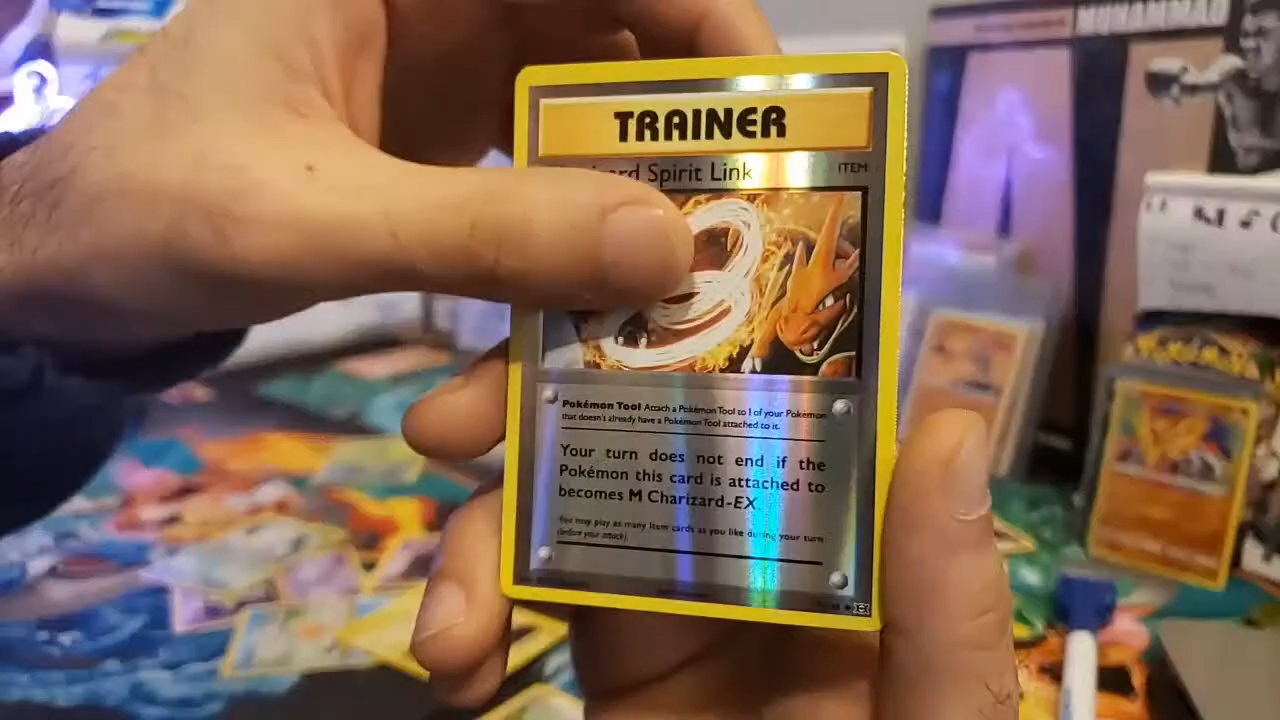 MUHAMMAD
TRAINER
Spirit Link
ITEM
Pokémon Tool Attach a Pokémon Tool to 1 of your Pokémon
that doesn't already have a Pokémon Tool attached to it.
Your turn does not end if the
Pokémon this card is attached to
becomes M Charizard-EX.
You may play as many Item cards as you like during your turn
(before your attack).
POKéMON